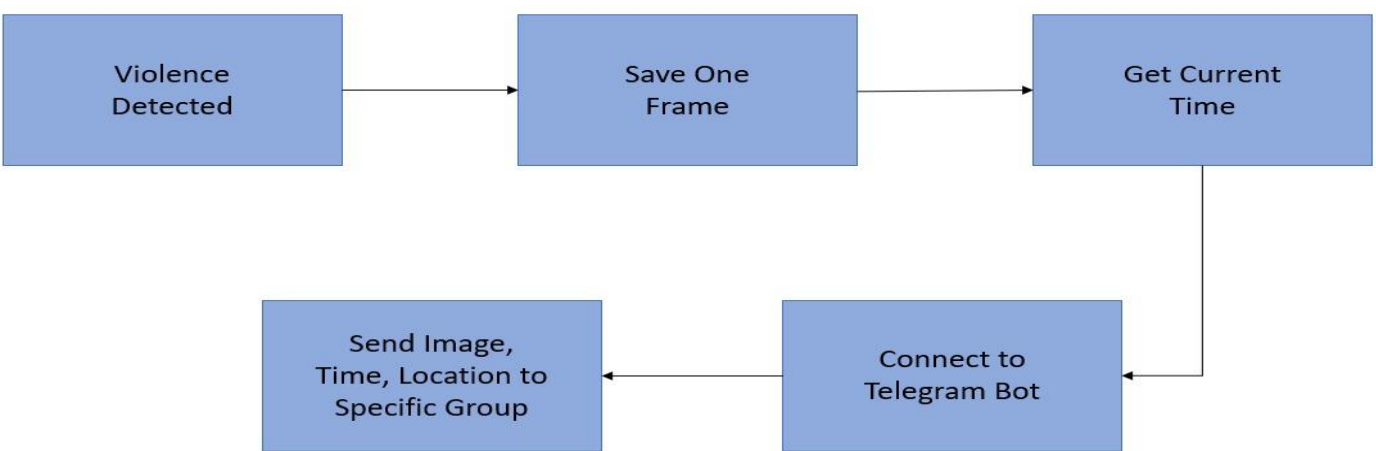 Violence
Detected
Save One
Frame
Get Current
Time
Connect to
Telegram Bot
Send Image,
Time, Location to
Specific Group